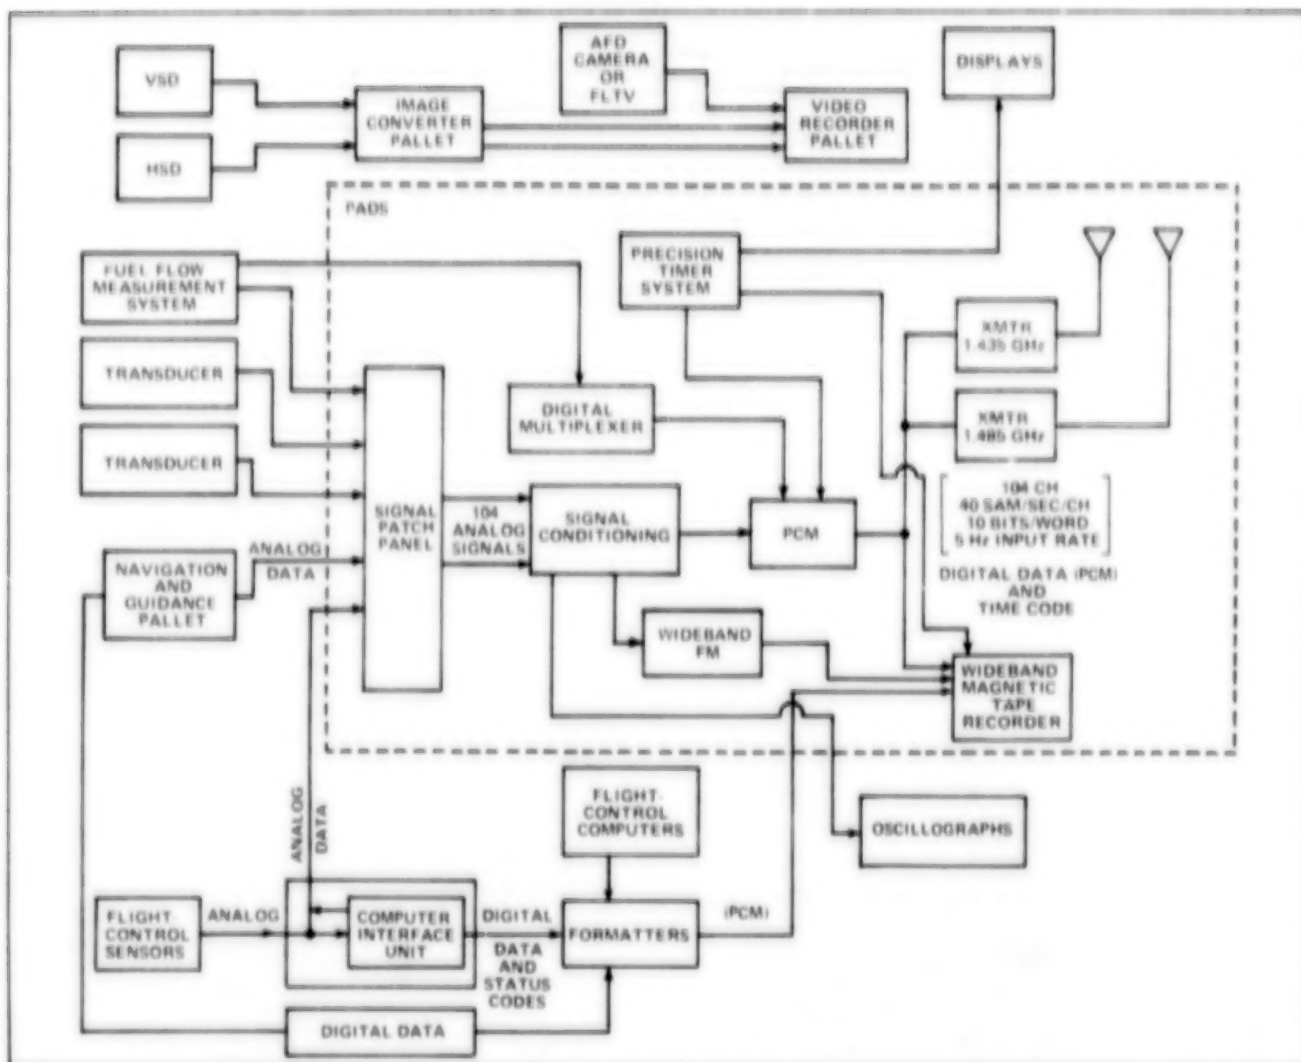 VSD
HSD
IMAGE
CONVERTER
PALLET
AFD
CAMERA
OR
FLTV
VIDEO
RECORDER
PALLET
DISPLAYS
PADS
FUEL FLOW
MEASUREMENT
SYSTEM
TRANSDUCER
TRANSDUCER
NAVIGATION
AND
GUIDANCE
PALLET
ANALOG
DATA
SIGNAL
PATCH
PANEL
104
ANALOG
SIGNALS
PRECISION
TIMER
SYSTEM
DIGITAL
MULTIPLEXER
SIGNAL
CONDITIONING
PCM
WIDEBAND
FM
XMTR
1.435 GHz
XMTR
1.485 GHz
104 CH
40 SAM/SEC/CH
10 BITS/WORD
5 Hz INPUT RATE
DIGITAL DATA (PCM)
AND
TIME CODE
WIDEBAND
MAGNETIC
TAPE
RECORDER
ANALOG
DATA
FLIGHT-
CONTROL
COMPUTERS
OSCILLOGRAPHS
FLIGHT-
CONTROL
SENSORS
ANALOG
COMPUTER
INTERFACE
UNIT
DIGITAL
DATA
AND
STATUS
CODES
FORMATTERS
(PCM)
DIGITAL DATA